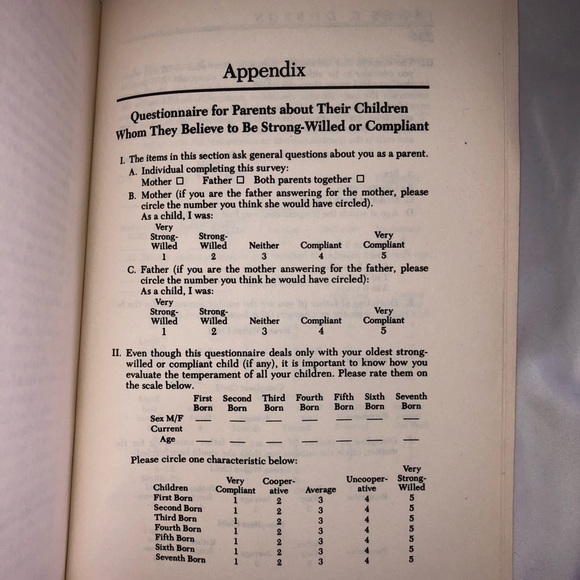 Appendix
Questionnaire for Parents about Their Children
Whom They Believe to Be Strong-Willed or Compliant
I. The items in this section ask general questions about you as a parent.
A. Individual completing this survey:
Mother □ Father □ Both parents together □
B. Mother (if you are the father answering for the mother, please
circle the number you think she would have circled).
As a child, I was:
Very Very
Strong- Strong-
Willed Willed Neither Compliant Compliant
1 2 3 4 5
C. Father (if you are the mother answering for the father, please
circle the number you think he would have circled):
As a child, I was:
Very
Strong- Strong- Very
Willed Willed Neither Compliant Compliant
1 2 3 4 5
II. Even though this questionnaire deals only with your oldest strong-
willed or compliant child (if any), it is important to know how you
evaluate the temperament of all your children. Please rate them on
the scale below.
First Second Third Fourth Fifth Sixth Seventh
Born Born Born Born Born Born Born
Sex M/F
Current
Age
Please circle one characteristic below:
Very
Very Cooper- Uncooper- Strong-
Children Compliant ative Average ative Willed
First Born 1 2 3 4 5
Second Born 1 2 3 4 5
Third Born 1 2 3 4 5
Fourth Born 1 2 3 4 5
Fifth Born 1 2 3 4 5
Sixth Born 1 2 3 4 5
Seventh Born 1 2 3 4 5